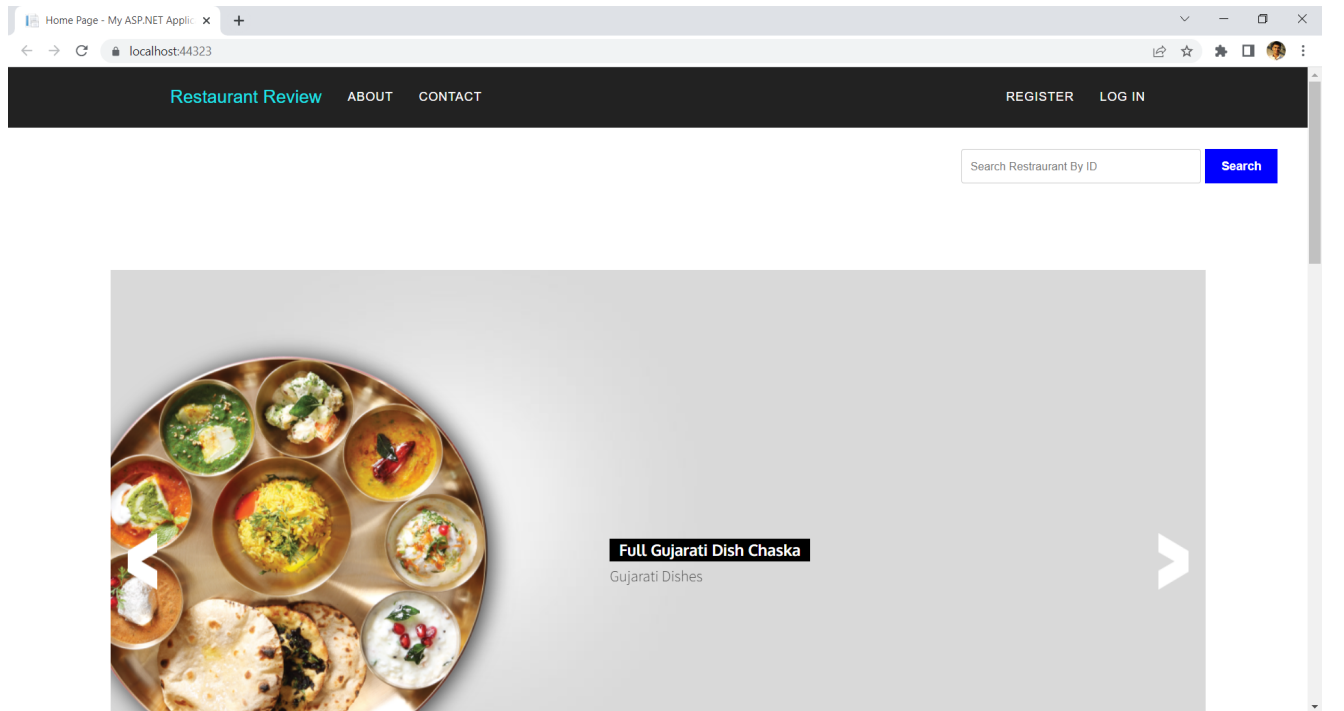 Home Page - My ASP.NET Applic
localhost:44323
Restaurant Review ABOUT CONTACT REGISTER LOG IN
Search Restraurant By ID Search
Full Gujarati Dish Chaska
Gujarati Dishes